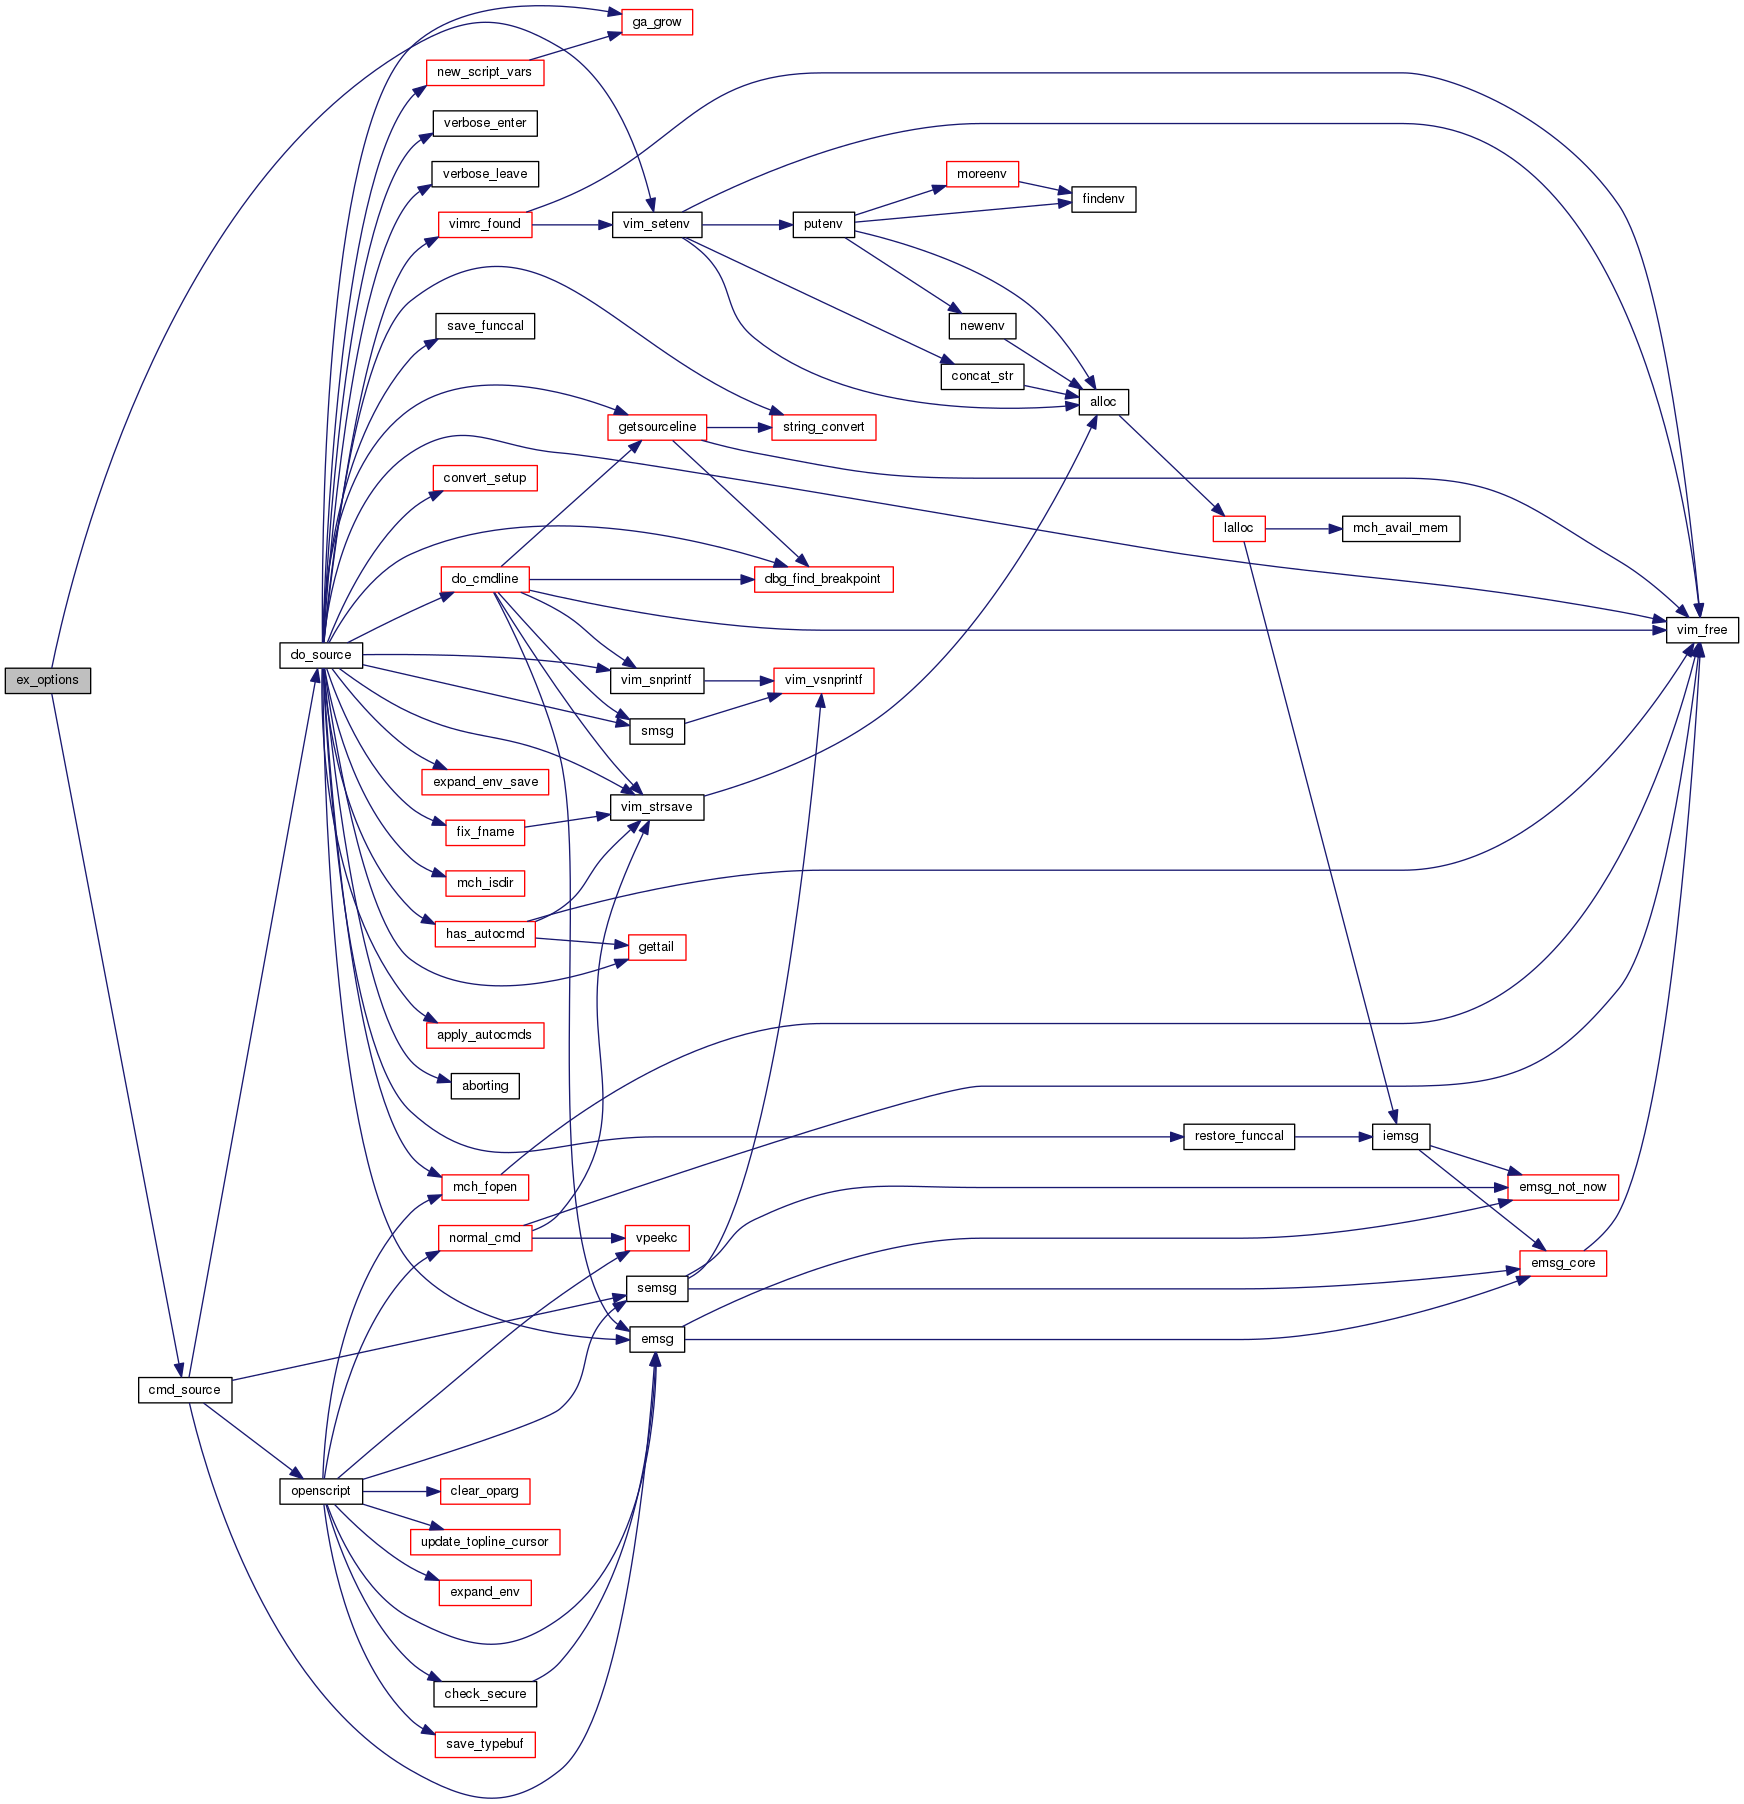 ga_grow
new_script_vars
verbose_enter
verbose_leave
moreenv
findenv
vimrc_found
vim_setenv
putenv
save_funccal
newenv
concat_str
alloc
getsourceline
string_convert
convert_setup
lalloc
mch_avail_mem
do_cmdline
dbg_find_breakpoint
vim_free
do_source
ex_options
vim_snprintf
vim_vsnprintf
smsg
expand_env_save
vim_strsave
fix_fname
mch_isdir
has_autocmd
gettail
apply_autocmds
aborting
restore_funccal
iemsg
mch_fopen
emsg_not_now
normal_cmd
vpeekc
emsg_core
semsg
emsg
cmd_source
openscript
clear_oparg
update_topline_cursor
expand_env
check_secure
save_typebuf